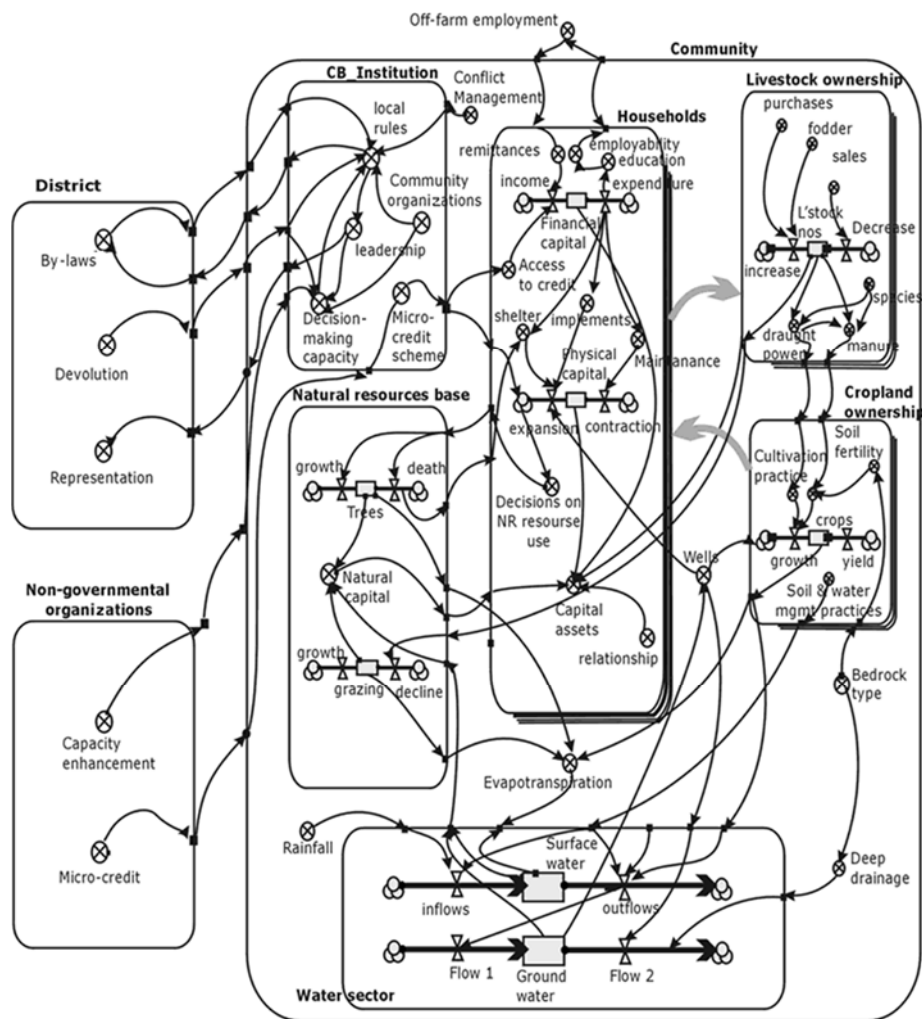 Off-farm employment
Community
CB_Institution
Conflict
Management
local
rules
Community
organizations
leadership
Decision-
making
capacity
Micro-
credit
scheme
District
By-laws
Devolution
Representation
Non-governmental
organizations
Capacity
enhancement
Micro-credit
Households
remittances
employability
education
income
expenditure
Financial
capital
Access
to credit
shelter
implements
Physical
capital
Maintanance
expansion
contraction
Decisions on
NR resourse
use
Capital
assets
relationship
Livestock ownership
purchases
fodder
sales
L'stock
nos
Decrease
increase
species
draught
power
manure
Cropland
ownership
Soil
fertility
Cultivation
practice
crops
growth
yield
Soil & water
mgmt practices
Natural resources base
growth
death
Trees
Natural
capital
growth
grazing
decline
Wells
Bedrock
type
Evapotranspiration
Rainfall
Deep
drainage
Surface
water
inflows
outflows
Flow 1
Ground
water
Flow 2
Water sector